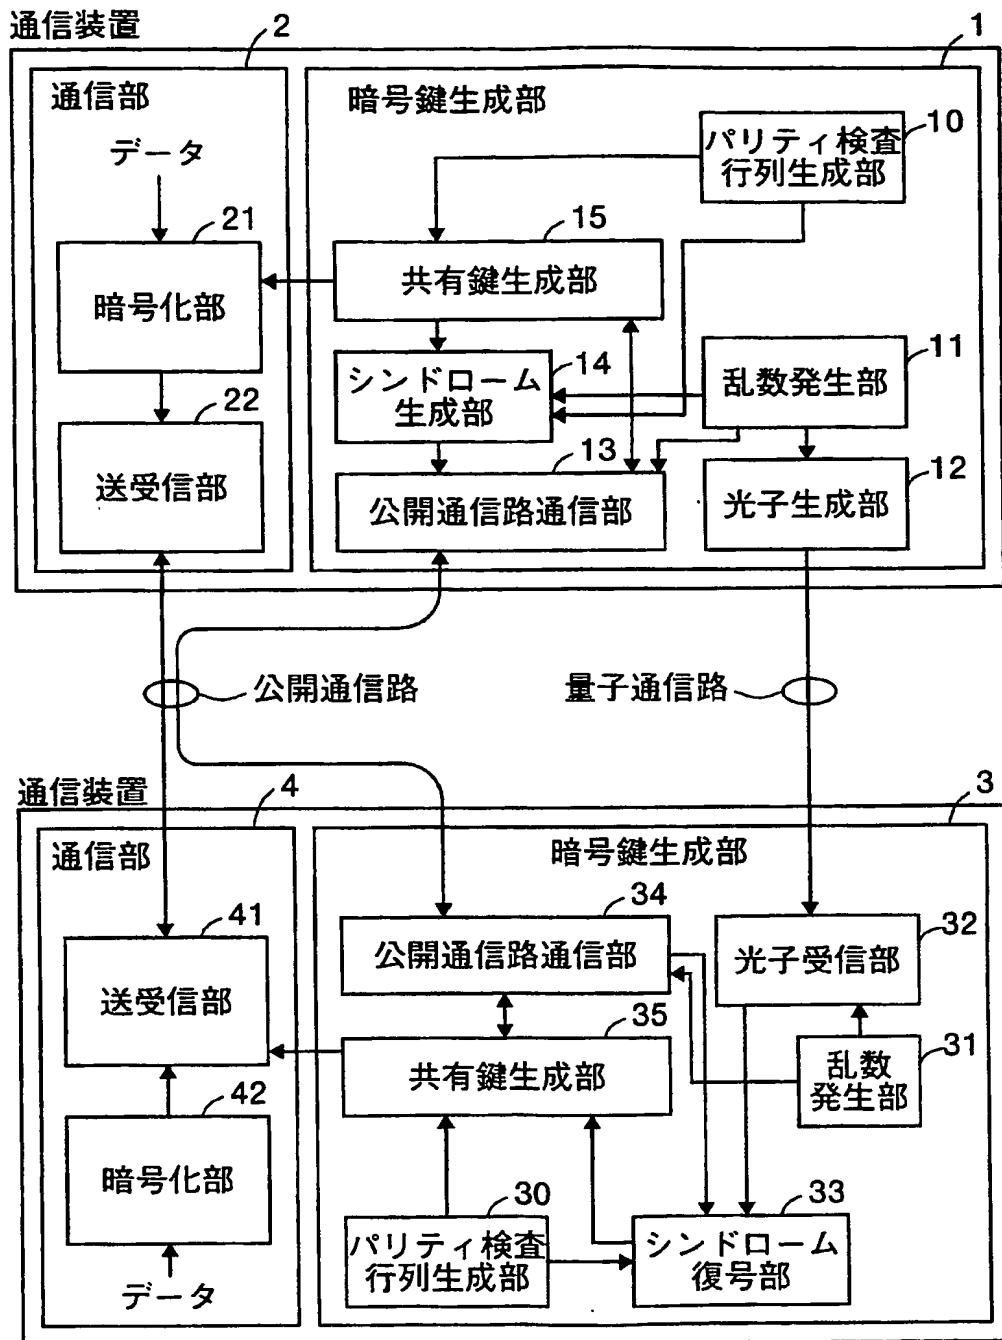 通信装置
2
1
通信部
暗号鍵生成部
データ
10
パリティ検査
行列生成部
21
15
暗号化部
共有鍵生成部
14
11
シンドローム
生成部
乱数発生部
22
13
12
送受信部
公開通信路通信部
光子生成部
公開通信路
量子通信路
通信装置
4
3
通信部
暗号鍵生成部
34
41
32
公開通信路通信部
光子受信部
送受信部
35
31
共有鍵生成部
乱数
発生部
42
暗号化部
30
33
パリティ検査
行列生成部
シンドローム
復号部
データ